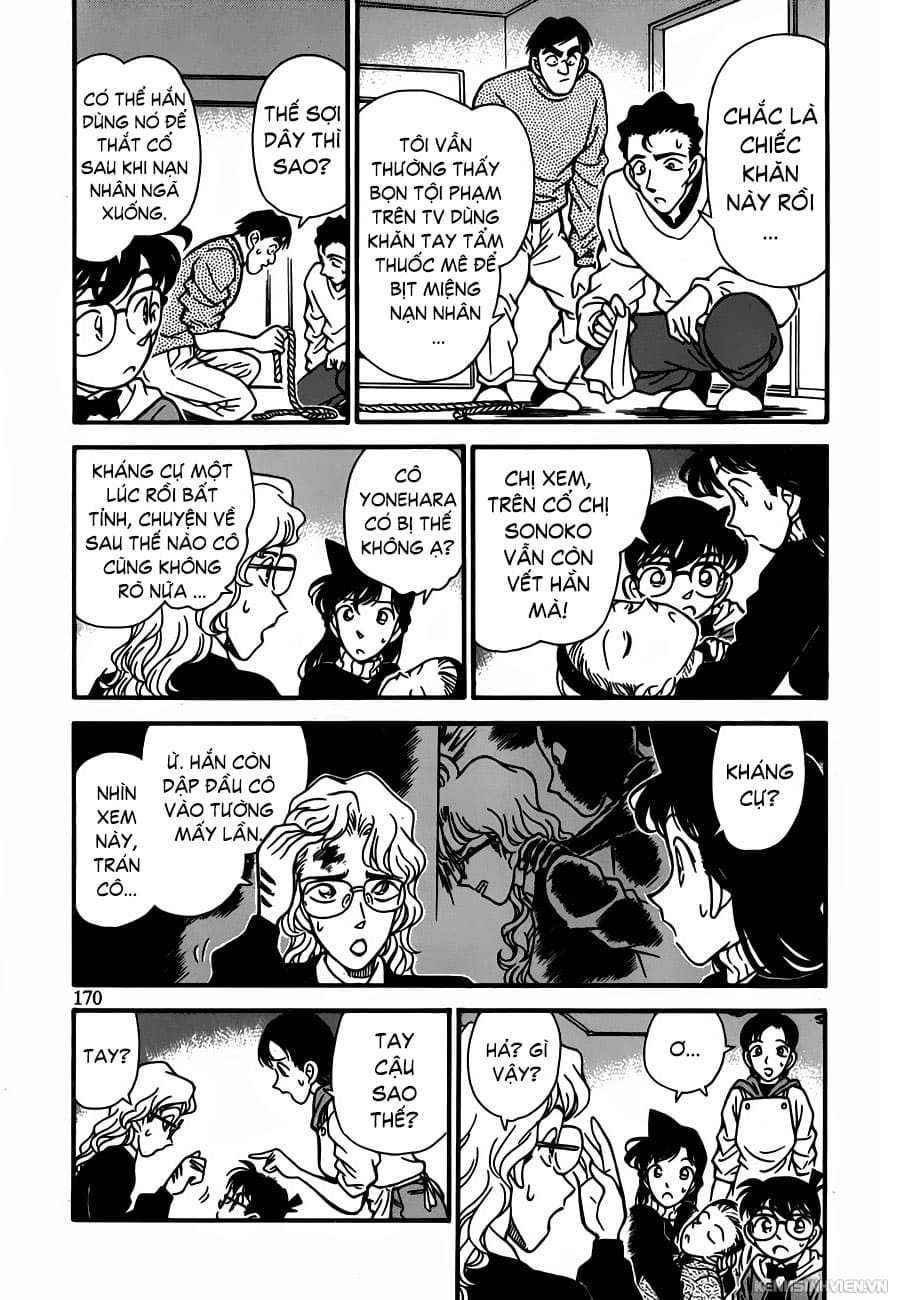 CHẮC LÀ
CHIẾC
KHĂN
NÀY RỒI
...
TÔI VẪN
THƯỜNG THẤY
BỌN TỘI PHẠM
TRÊN TV DÙNG
KHĂN TAY TẨM
THUỐC MÊ ĐỂ
BỊT MIỆNG
NẠN NHÂN
...
THẾ SỢI
DÂY THÌ
SAO?
CÓ THỂ HẮN
DÙNG NÓ ĐỂ
THẮT CỔ
SAU KHI NẠN
NHÂN NGÃ
XUỐNG.
CHỊ XEM,
TRÊN CỔ CHỊ
SONOKO
VẪN CÒN
VẾT HẰN
MÀ!
CÔ
YONEHARA
CÓ BỊ THẾ
KHÔNG Ạ?
KHÁNG CỰ MỘT
LÚC RỒI BẤT
TỈNH, CHUYỆN VỀ
SAU THẾ NÀO CÔ
CŨNG KHÔNG
RÕ NỮA ...
KHÁNG
CỰ?
Ừ. HẮN CÒN
DẬP ĐẦU CÔ
VÀO TƯỜNG
MẤY LẦN.
NHÌN
XEM
NÀY,
TRÁN
CÔ...
170
Ơ...
HẢ? GÌ
VẬY?
TAY
CẬU
SAO
THẾ?
TAY?
KENHSINHVIEN.VN